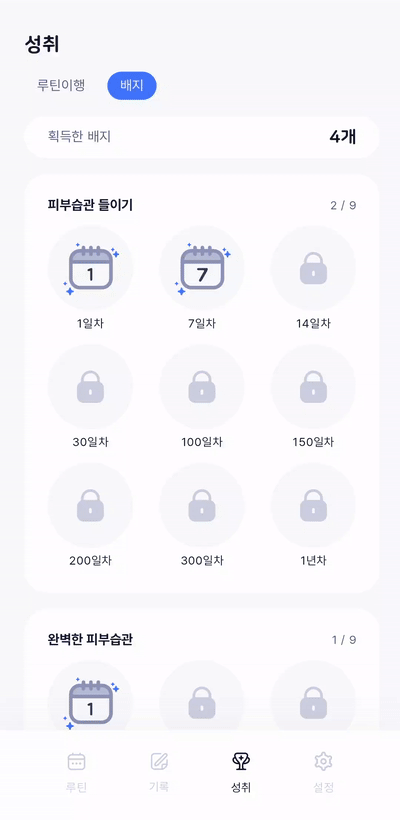 성취
루틴이행 배지
획득한 배지 4개
피부습관 들이기 2 / 9
1 7
1일차 7일차 14일차
30일차 100일차 150일차
200일차 300일차 1년차
완벽한 피부습관 1 / 9
1
루틴 기록 성취 설정